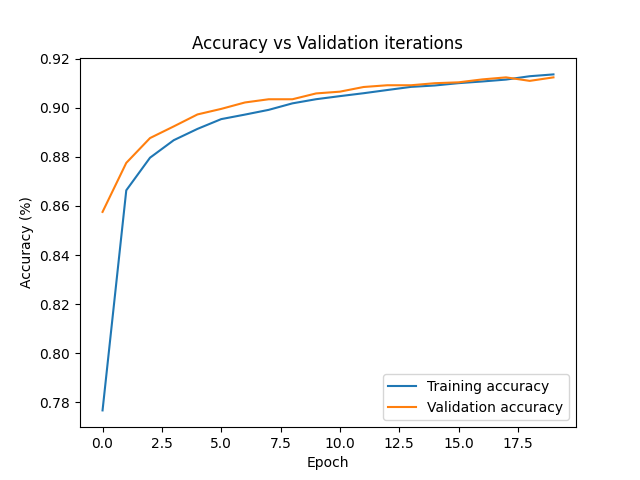 Accuracy vs Validation iterations
0.92
0.90
0.88
0.86
0.84
0.82
0.80
0.78
Accuracy (%)
Training accuracy
Validation accuracy
0.0 2.5 5.0 7.5 10.0 12.5 15.0 17.5
Epoch